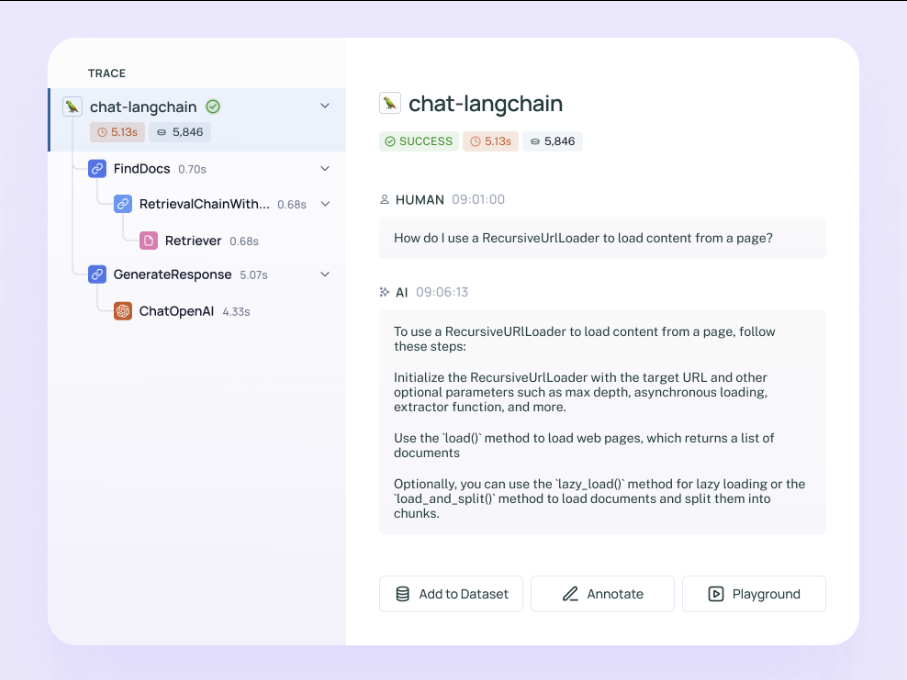 TRACE
chat-langchain
5.13s 5,846
FindDocs 0.70s
RetrievalChainWith... 0.68s
Retriever 0.68s
GenerateResponse 5.07s
ChatOpenAI 4.33s
chat-langchain
SUCCESS 5.13s 5,846
HUMAN 09:01:00
How do I use a RecursiveUrlLoader to load content from a page?
AI 09:06:13
To use a RecursiveURlLoader to load content from a page, follow
these steps:
Initialize the RecursiveUrlLoader with the target URL and other
optional parameters such as max depth, asynchronous loading,
extractor function, and more.
Use the `load()` method to load web pages, which returns a list of
documents
Optionally, you can use the `lazy_load()` method for lazy loading or the
`load_and_split()` method to load documents and split them into
chunks.
Add to Dataset Annotate Playground